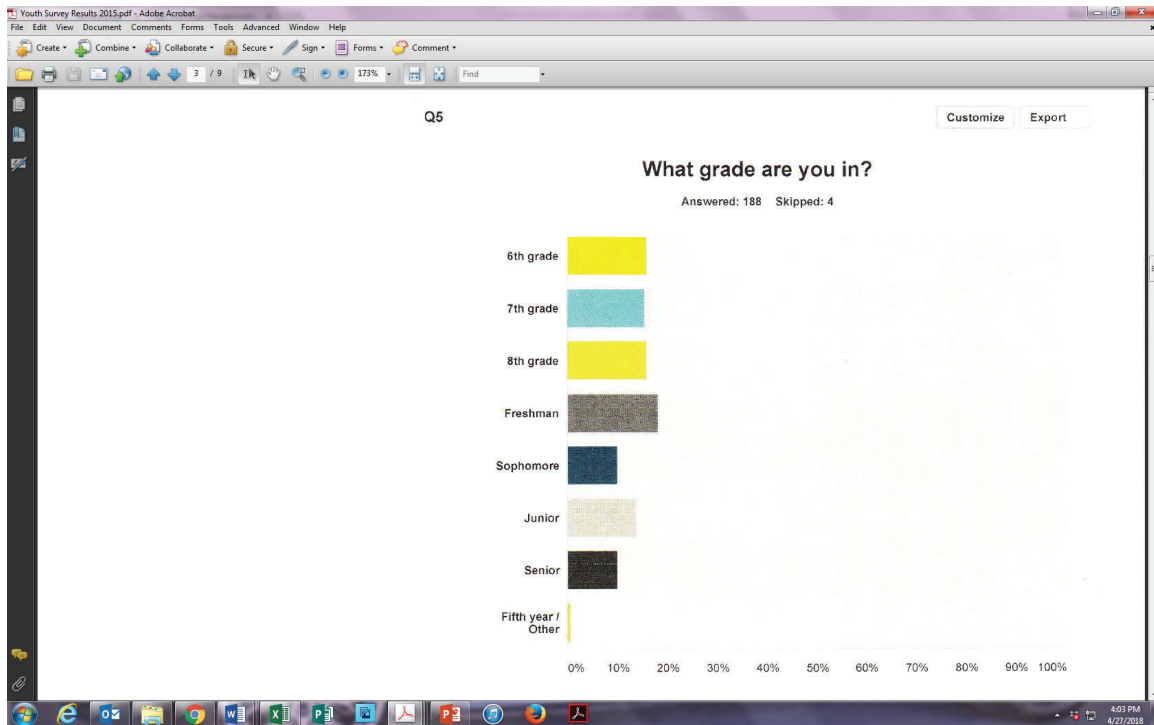 Youth Survey Results 2015.pdf - Adobe Acrobat
File Edit View Document Comments Forms Tools Advanced Window Help
Create Combine Collaborate Secure Sign Forms Comment
3 / 9 173% Find
Q5
Customize Export
What grade are you in?
Answered: 188 Skipped: 4
6th grade
7th grade
8th grade
Freshman
Sophomore
Junior
Senior
Fifth year /
Other
0% 10% 20% 30% 40% 50% 60% 70% 80% 90% 100%
4:03 PM
4/27/2018